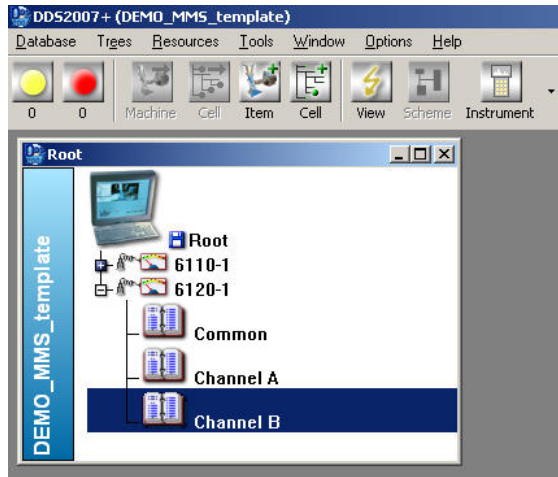 DDS2007+ (DEMO_MMS_template)
Database Trees Resources Tools Window Options Help
0 0 Machine Cell Item Cell View Scheme Instrument
Root
DEMO_MMS_template
Root
6110-1
6120-1
Common
Channel A
Channel B